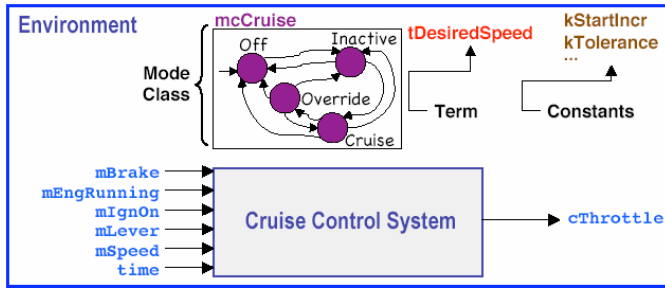 Environment
mcCruise
Off
Inactive
Override
Cruise
Mode
Class
tDesiredSpeed
Term
kStartIncr
kTolerance
...
Constants
mBrake
mEngRunning
mIgnOn
mLever
mSpeed
time
Cruise Control System
cThrottle